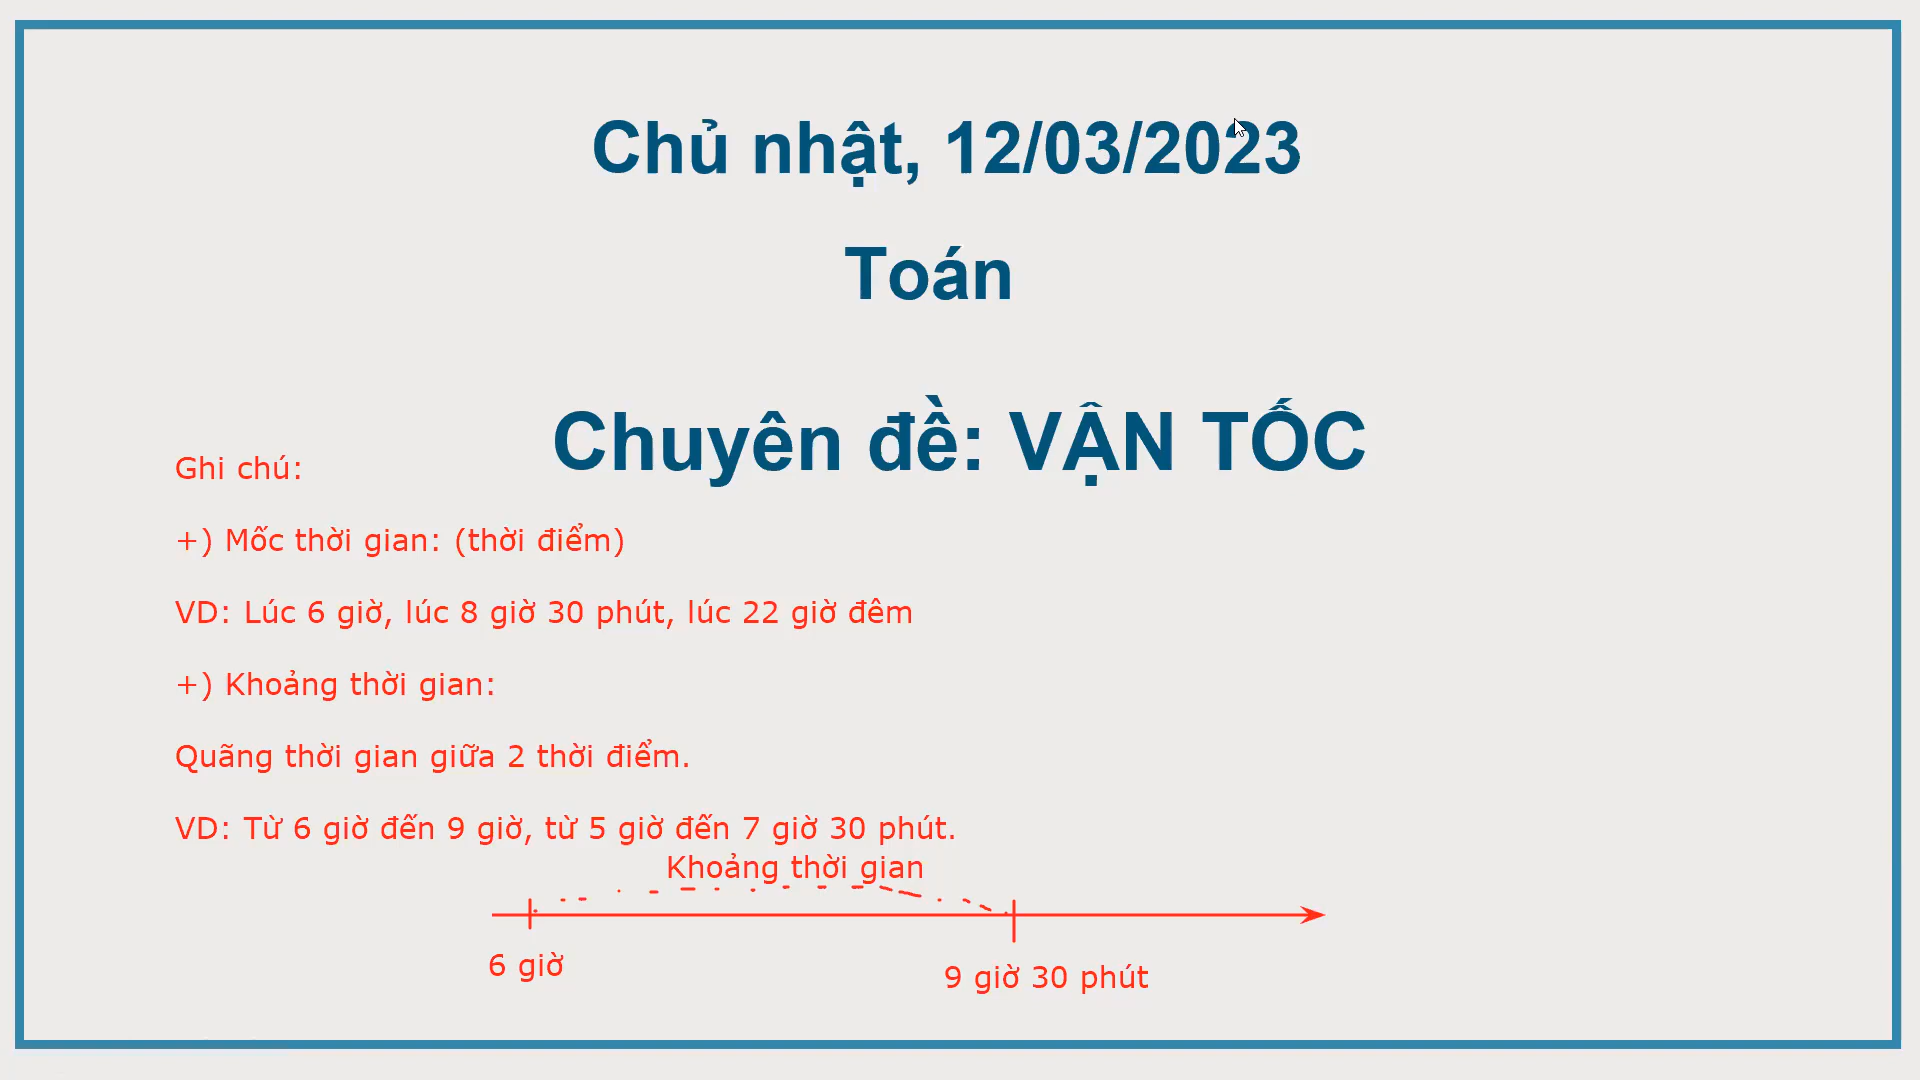 Chủ nhật, 12/03/2023
Toán
Chuyên đề: VẬN TỐC
Ghi chú:
+) Mốc thời gian: (thời điểm)
VD: Lúc 6 giờ, lúc 8 giờ 30 phút, lúc 22 giờ đêm
+) Khoảng thời gian:
Quãng thời gian giữa 2 thời điểm.
VD: Từ 6 giờ đến 9 giờ, từ 5 giờ đến 7 giờ 30 phút.
Khoảng thời gian
6 giờ
9 giờ 30 phút